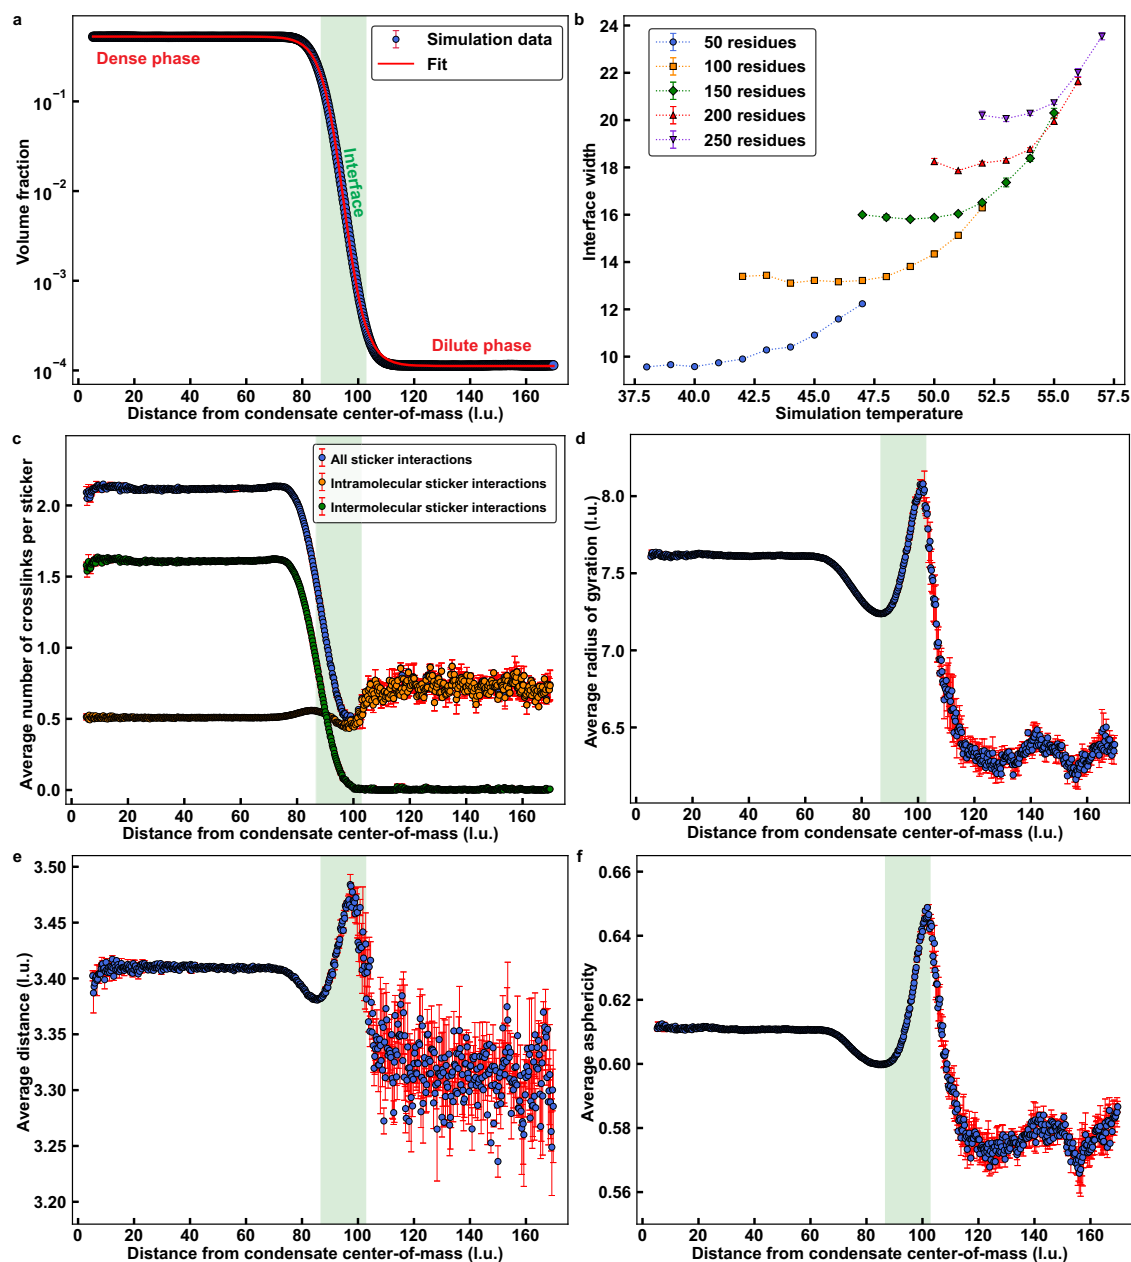 a
Simulation data
Fit
Dense phase
Interface
Dilute phase
10⁻¹
10⁻²
10⁻³
10⁻⁴
Volume fraction
0 20 40 60 80 100 120 140 160
Distance from condensate center-of-mass (l.u.)
b
50 residues
100 residues
150 residues
200 residues
250 residues
24
22
20
18
16
14
12
10
Interface width
37.5 40.0 42.5 45.0 47.5 50.0 52.5 55.0 57.5
Simulation temperature
c
All sticker interactions
Intramolecular sticker interactions
Intermolecular sticker interactions
2.0
1.5
1.0
0.5
0.0
Average number of crosslinks per sticker
0 20 40 60 80 100 120 140 160
Distance from condensate center-of-mass (l.u.)
d
8.0
7.5
7.0
6.5
Average radius of gyration (l.u.)
0 20 40 60 80 100 120 140 160
Distance from condensate center-of-mass (l.u.)
e
3.50
3.45
3.40
3.35
3.30
3.25
3.20
Average distance (l.u.)
0 20 40 60 80 100 120 140 160
Distance from condensate center-of-mass (l.u.)
f
0.66
0.64
0.62
0.60
0.58
0.56
Average asphericity
0 20 40 60 80 100 120 140 160
Distance from condensate center-of-mass (l.u.)